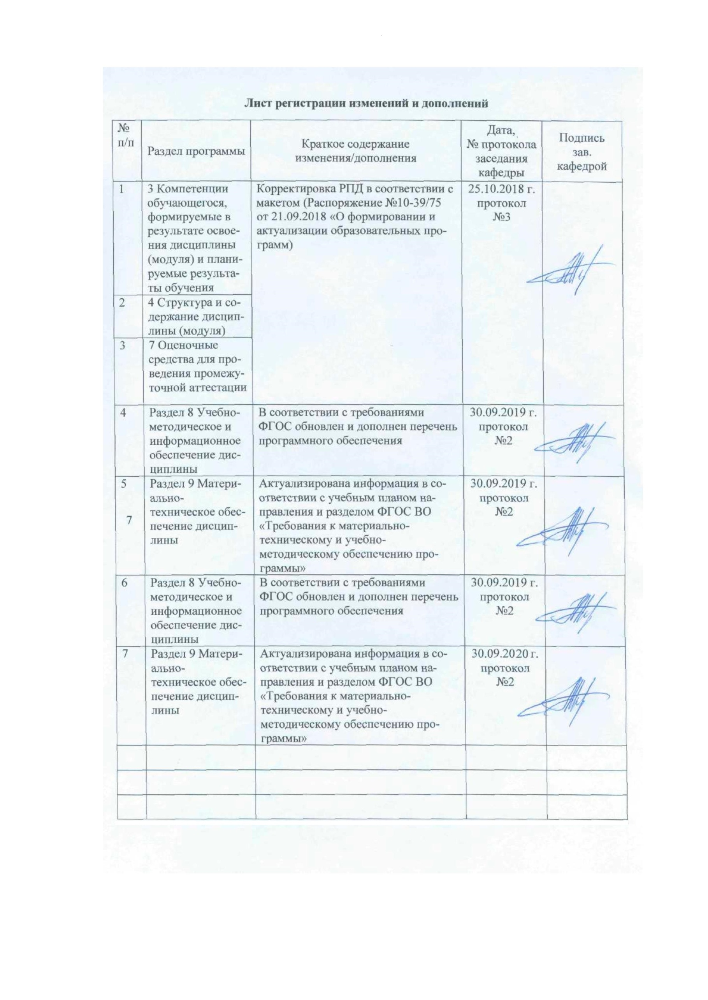 Лист регистрации изменений и дополнений
№
п/п
Раздел программы
Краткое содержание
изменения/дополнения
Дата,
№ протокола
заседания
кафедры
Подпись
зав.
кафедрой
1
3 Компетенции
обучающегося,
формируемые в
результате освое-
ния дисциплины
(модуля) и плани-
руемые результа-
ты обучения
Корректировка РПД в соответствии с
макетом (Распоряжение №10-39/75
от 21.09.2018 «О формировании и
актуализации образовательных про-
грамм)
25.10.2018 г.
протокол
№3
2
4 Структура и со-
держание дисцип-
лины (модуля)
3
7 Оценочные
средства для про-
ведения промежу-
точной аттестации
4
Раздел 8 Учебно-
методическое и
информационное
обеспечение дис-
циплины
В соответствии с требованиями
ФГОС обновлен и дополнен перечень
программного обеспечения
30.09.2019 г.
протокол
№2
5
7
Раздел 9 Матери-
ально-
техническое обес-
печение дисцип-
лины
Актуализирована информация в со-
ответствии с учебным планом на-
правления и разделом ФГОС ВО
«Требования к материально-
техническому и учебно-
методическому обеспечению про-
граммы»
30.09.2019 г.
протокол
№2
6
Раздел 8 Учебно-
методическое и
информационное
обеспечение дис-
циплины
В соответствии с требованиями
ФГОС обновлен и дополнен перечень
программного обеспечения
30.09.2019 г.
протокол
№2
7
Раздел 9 Матери-
ально-
техническое обес-
печение дисцип-
лины
Актуализирована информация в со-
ответствии с учебным планом на-
правления и разделом ФГОС ВО
«Требования к материально-
техническому и учебно-
методическому обеспечению про-
граммы»
30.09.2020 г.
протокол
№2